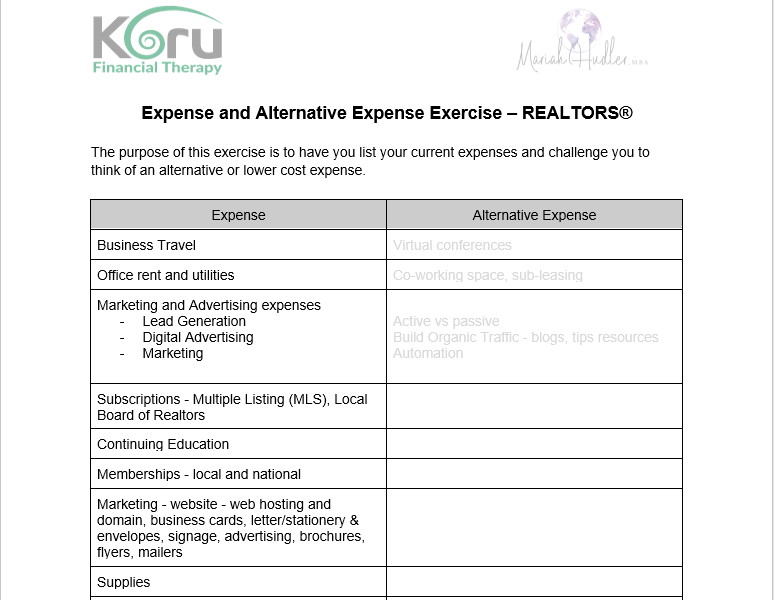 Koru
Financial Therapy
Mariah Hudler, MBA
Expense and Alternative Expense Exercise – REALTORS®
The purpose of this exercise is to have you list your current expenses and challenge you to
think of an alternative or lower cost expense.
Expense
Alternative Expense
Business Travel
Virtual conferences
Office rent and utilities
Co-working space, sub-leasing
Marketing and Advertising expenses
- Lead Generation
- Digital Advertising
- Marketing
Active vs passive
Build Organic Traffic - blogs, tips resources
Automation
Subscriptions - Multiple Listing (MLS), Local
Board of Realtors
Continuing Education
Memberships - local and national
Marketing - website - web hosting and
domain, business cards, letter/stationery &
envelopes, signage, advertising, brochures,
flyers, mailers
Supplies